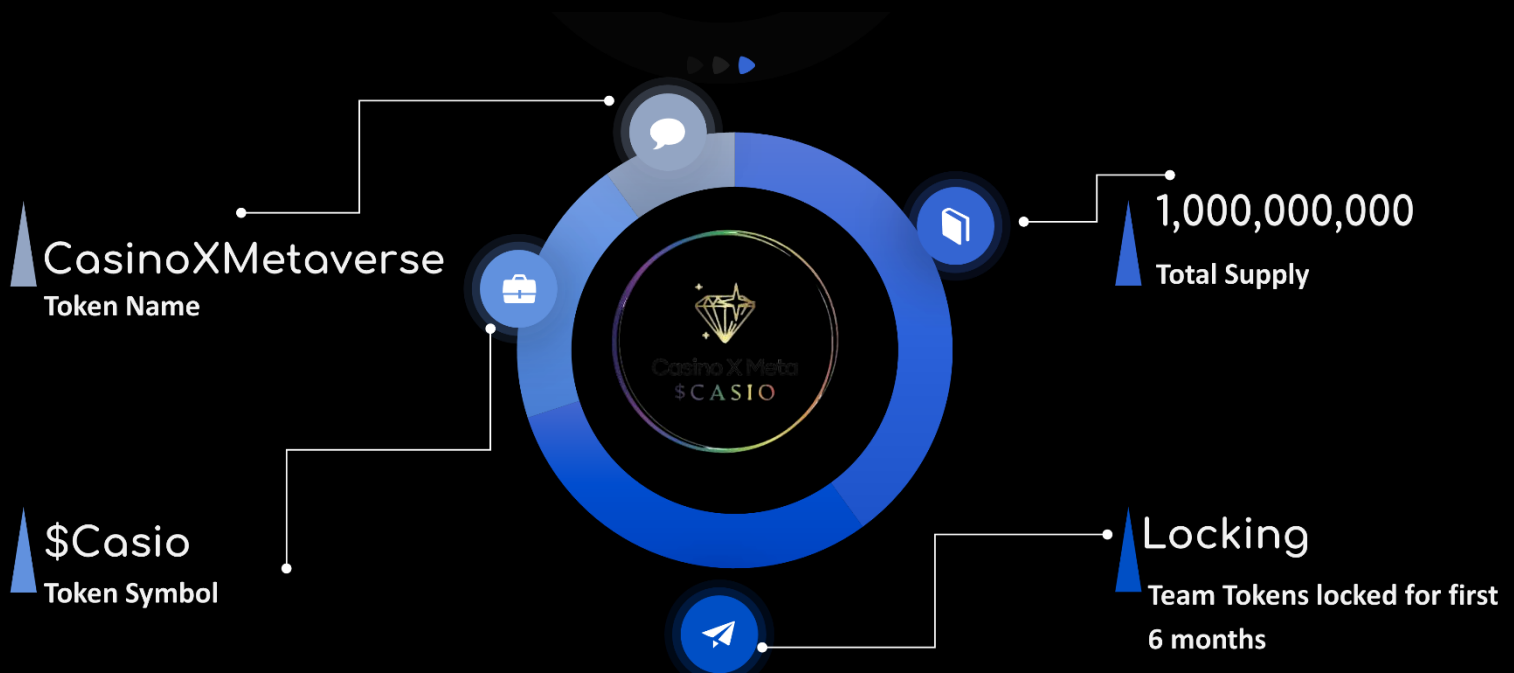 CasinoXMetaverse
Token Name
1,000,000,000
Total Supply
Casino X Meta
$CASIO
$Casio
Token Symbol
Locking
Team Tokens locked for first
6 months